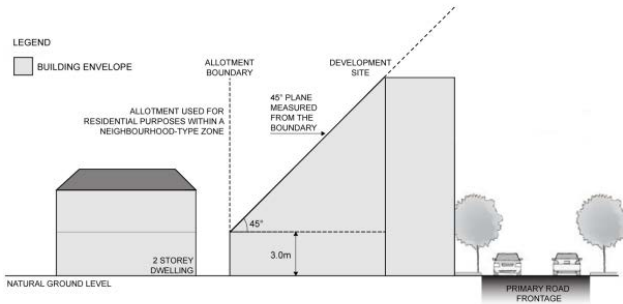 LEGEND
BUILDING ENVELOPE
ALLOTMENT
BOUNDARY
DEVELOPMENT
SITE
ALLOTMENT USED FOR
RESIDENTIAL PURPOSES WITHIN A
NEIGHBOURHOOD-TYPE ZONE
45° PLANE
MEASURED
FROM THE
BOUNDARY
45°
3.0m
2 STOREY
DWELLING
NATURAL GROUND LEVEL
PRIMARY ROAD
FRONTAGE